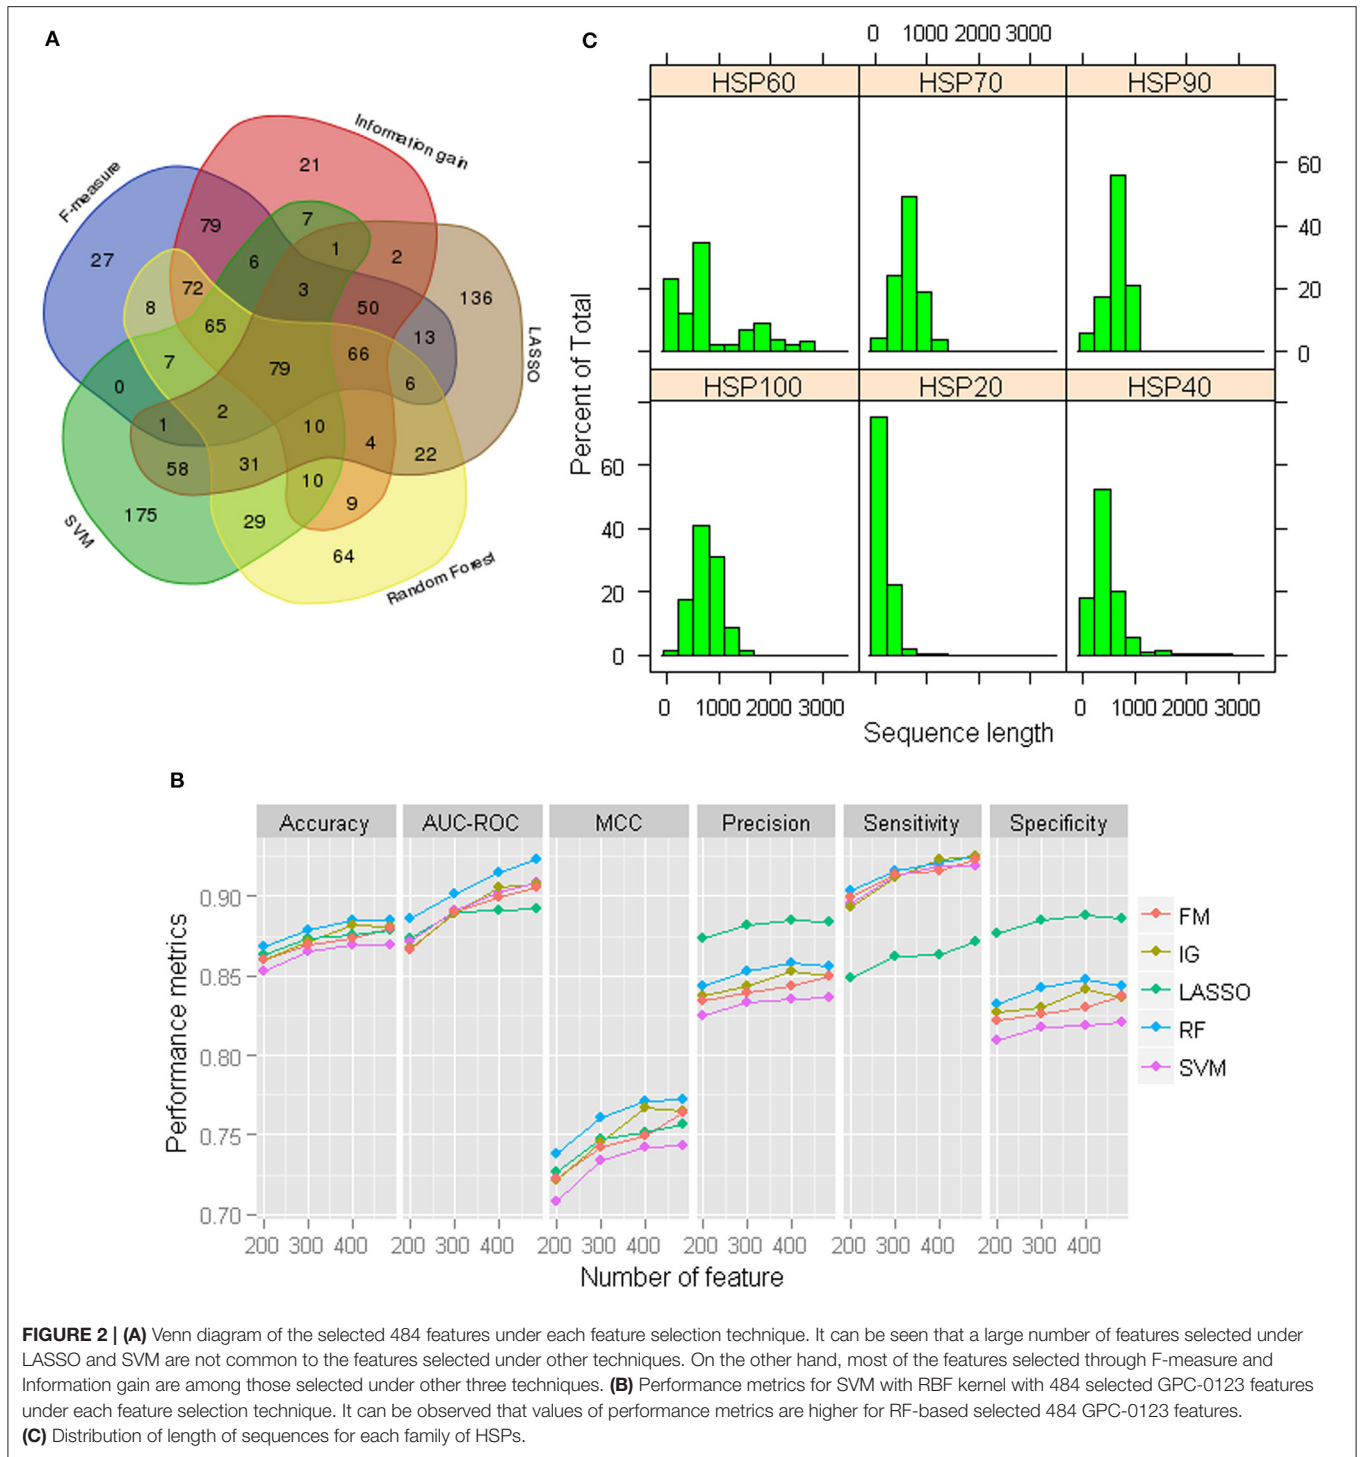 A
F-measure
Information gain
LASSO
SVM
Random Forest
21
79
7
1
2
27
6
136
72
3
50
8
65
13
66
7
79
6
0
2
1
10
4
22
58
31
10
175
29
9
64
C
0 1000 2000 3000
HSP60 HSP70 HSP90
60
40
20
0
HSP100 HSP20 HSP40
60
40
20
0
Percent of Total
0 1000 2000 3000 0 1000 2000 3000
Sequence length
B
Accuracy AUC-ROC MCC Precision Sensitivity Specificity
0.90
0.85
0.80
0.75
0.70
Performance metrics
200 300 400 200 300 400 200 300 400 200 300 400 200 300 400 200 300 400
Number of feature
FM
IG
LASSO
RF
SVM
FIGURE 2 | (A) Venn diagram of the selected 484 features under each feature selection technique. It can be seen that a large number of features selected under
LASSO and SVM are not common to the features selected under other techniques. On the other hand, most of the features selected through F-measure and
Information gain are among those selected under other three techniques. (B) Performance metrics for SVM with RBF kernel with 484 selected GPC-0123 features
under each feature selection technique. It can be observed that values of performance metrics are higher for RF-based selected 484 GPC-0123 features.
(C) Distribution of length of sequences for each family of HSPs.